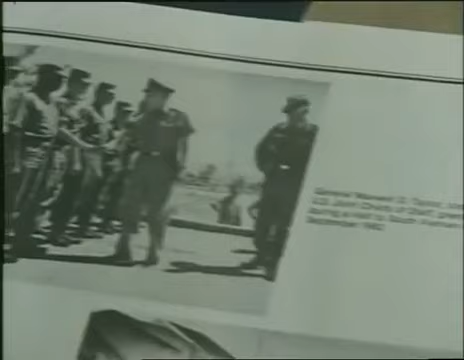 General Maxwell D. Taylor,
U.S. Joint Chiefs of Staff,
during a visit to South Vietnam
September 1962